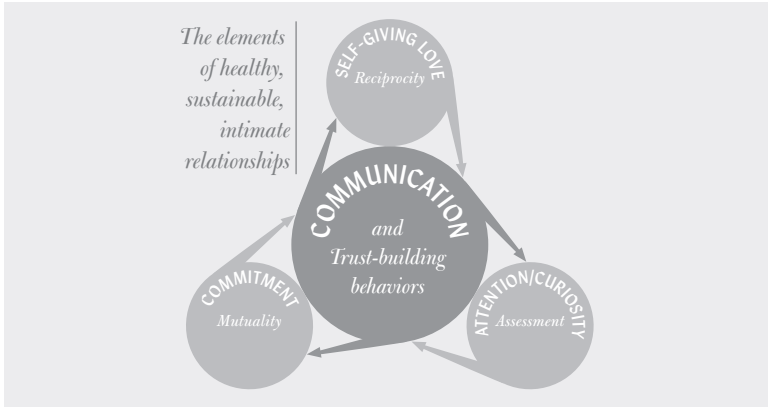 The elements
of healthy,
sustainable,
intimate
relationships
SELF-GIVING LOVE
Reciprocity
COMMUNICATION
and
Trust-building
behaviors
COMMITMENT
Mutuality
ATTENTION/CURIOSITY
Assessment